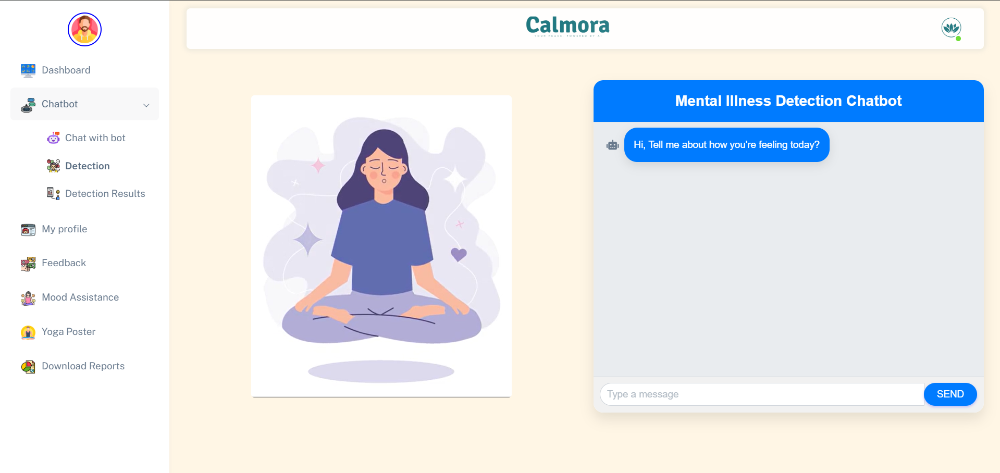 Dashboard
Chatbot
Chat with bot
Detection
Detection Results
My profile
Feedback
Mood Assistance
Yoga Poster
Download Reports
Calmora
YOUR PEACE, POWERED BY AI
Mental Illness Detection Chatbot
Hi, Tell me about how you're feeling today?
Type a message
SEND